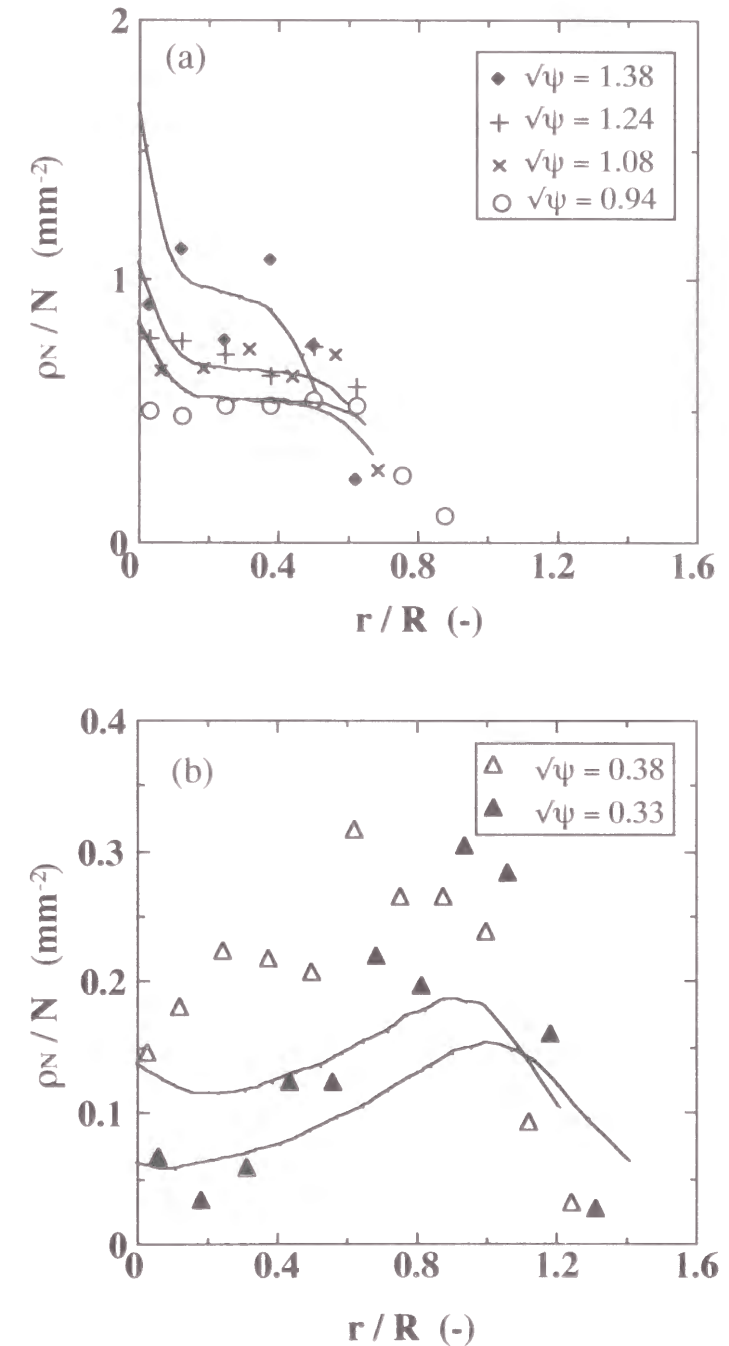 2
(a)
√ψ = 1.38
√ψ = 1.24
√ψ = 1.08
√ψ = 0.94
ρN / N (mm⁻²)
1
0
0 0.4 0.8 1.2 1.6
r / R (-)
0.4
(b)
√ψ = 0.38
√ψ = 0.33
0.3
ρN / N (mm⁻²)
0.2
0.1
0
0 0.4 0.8 1.2 1.6
r / R (-)